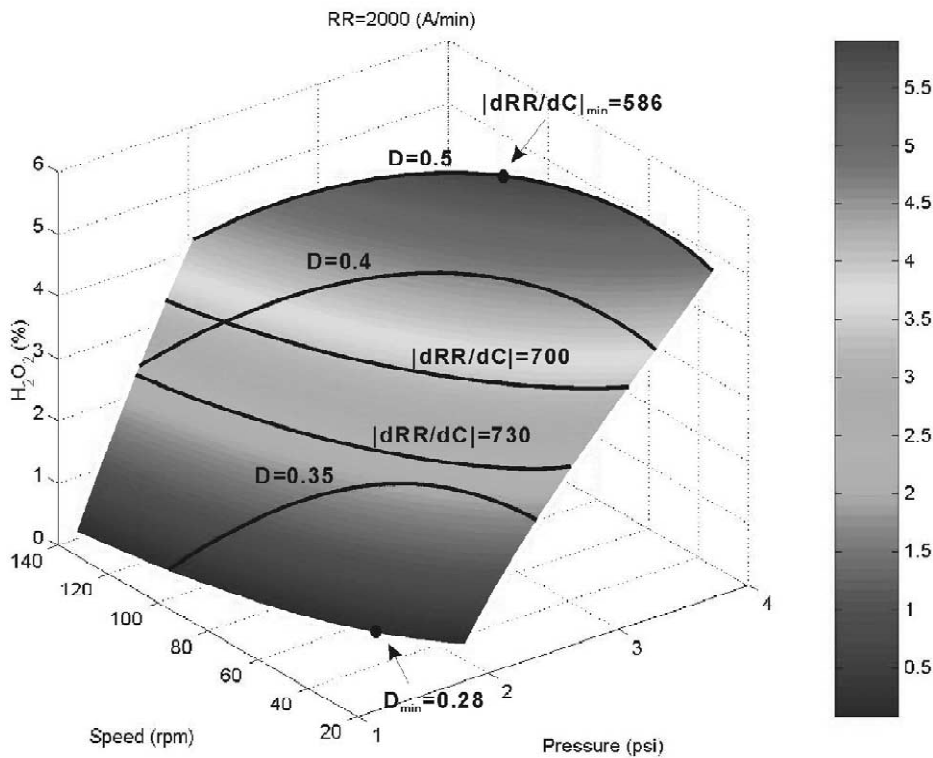 RR=2000 (A/min)
|dRR/dC|min=586
D=0.5
D=0.4
|dRR/dC|=700
|dRR/dC|=730
D=0.35
Dmin=0.28
H2O2 (%)
6
5
4
3
2
1
0
140
120
100
80
60
40
20
Speed (rpm)
1
2
3
4
Pressure (psi)
5.5
5
4.5
4
3.5
3
2.5
2
1.5
1
0.5